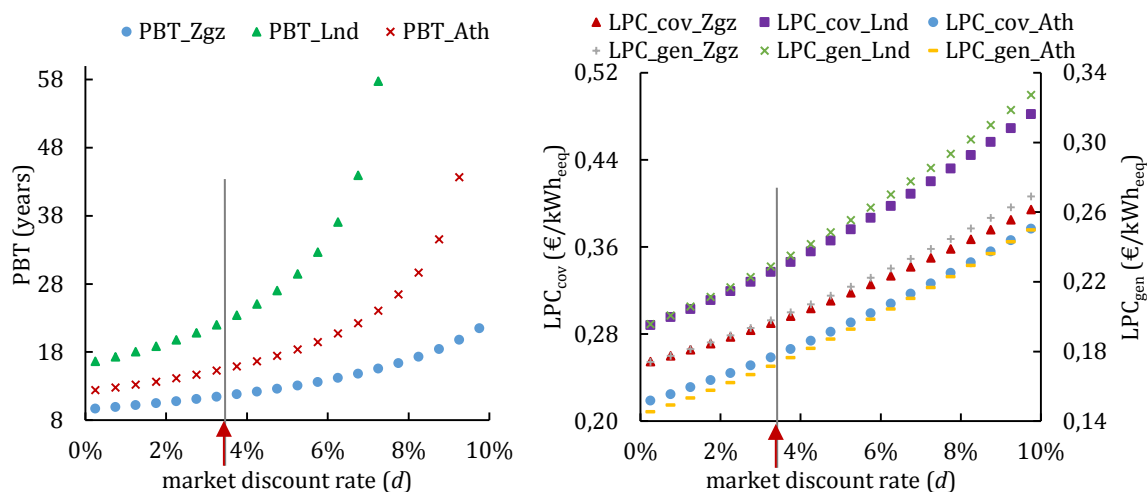 PBT_Zgz PBT_Lnd PBT_Ath
58
48
38
28
18
8
PBT (years)
0% 2% 4% 6% 8% 10%
market discount rate (d)
LPC_cov_Zgz LPC_cov_Lnd LPC_cov_Ath
LPC_gen_Zgz LPC_gen_Lnd LPC_gen_Ath
0,52
0,44
0,36
0,28
0,20
LPCcov (€/kWheeq)
0,34
0,30
0,26
0,22
0,18
0,14
LPCgen (€/kWheeq)
0% 2% 4% 6% 8% 10%
market discount rate (d)